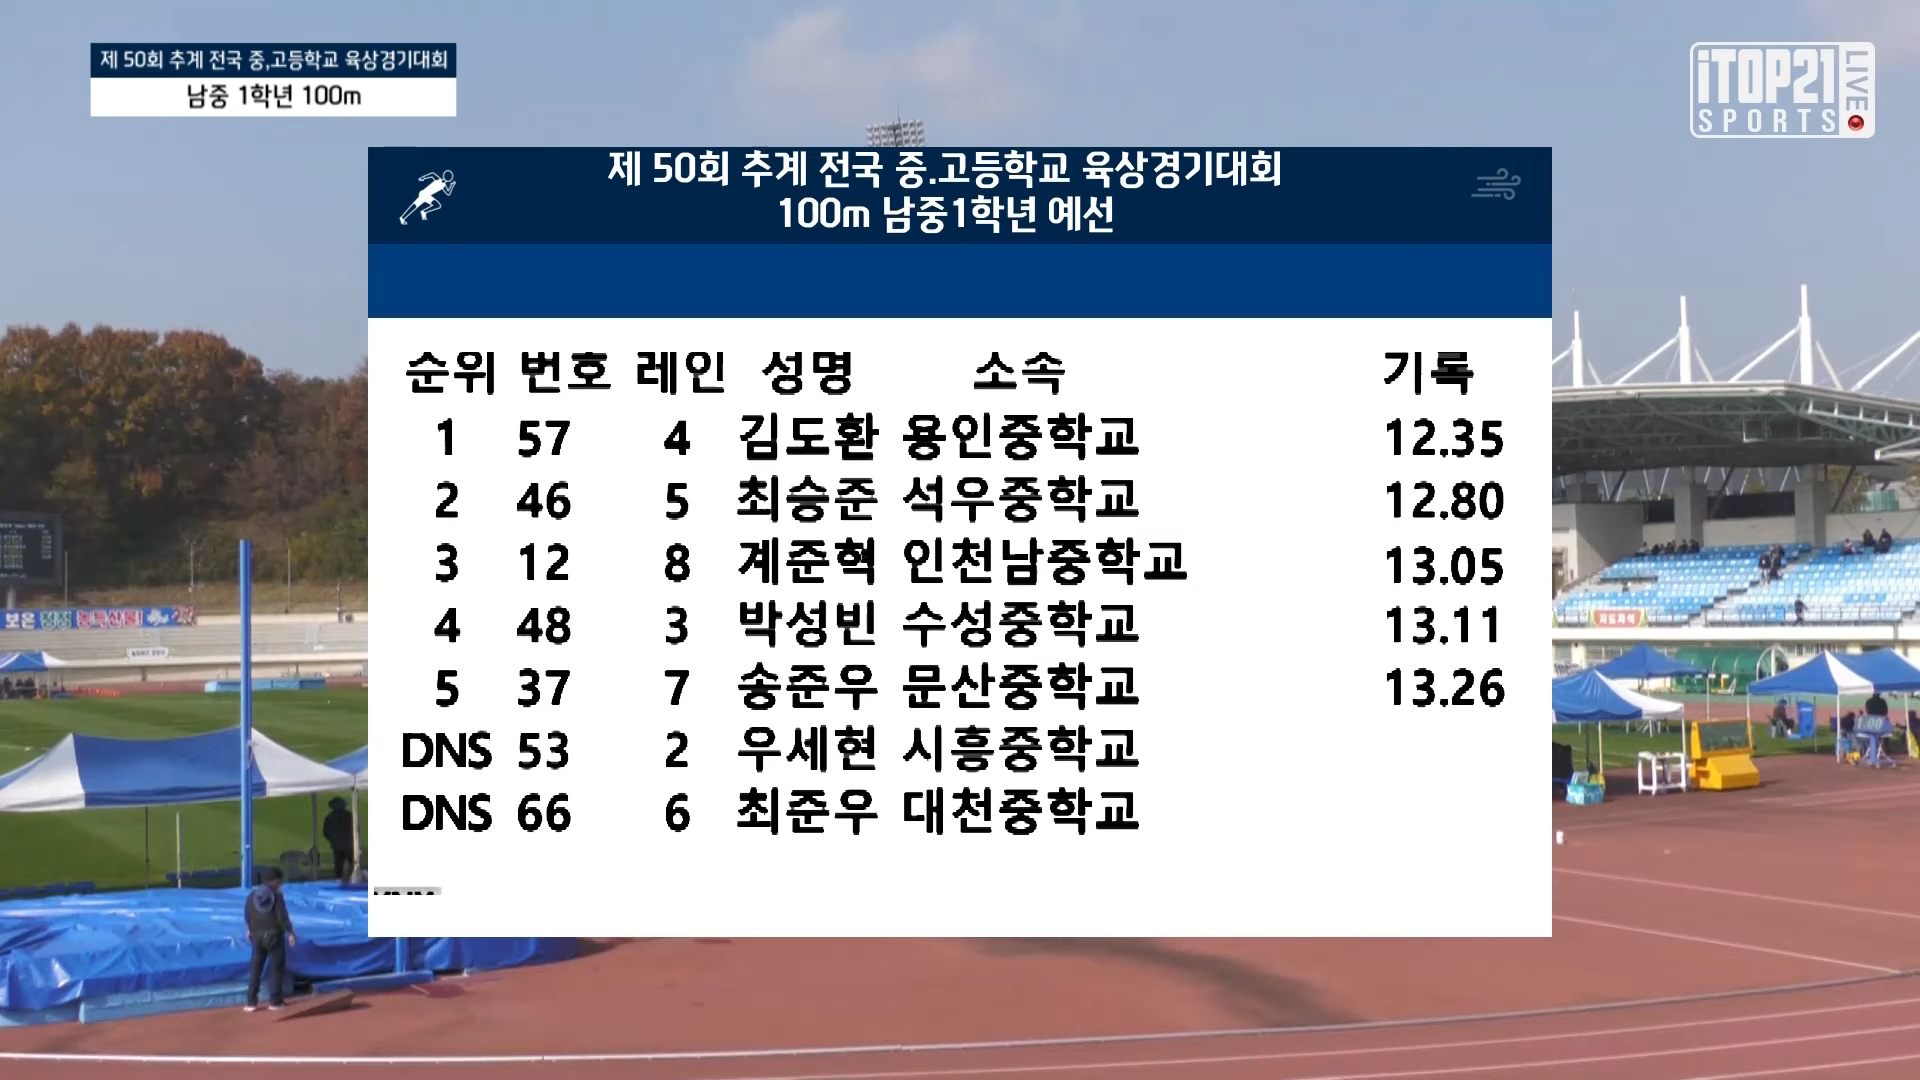 제 50회 추계 전국 중,고등학교 육상경기대회
남중 1학년 100m
iTOP21 LIVE
SPORTS
제 50회 추계 전국 중.고등학교 육상경기대회
100m 남중1학년 예선
순위 번호 레인 성명 소속 기록
1 57 4 김도환 용인중학교 12.35
2 46 5 최승준 석우중학교 12.80
3 12 8 계준혁 인천남중학교 13.05
4 48 3 박성빈 수성중학교 13.11
5 37 7 송준우 문산중학교 13.26
DNS 53 2 우세현 시흥중학교
DNS 66 6 최준우 대천중학교
보은 청정 농특산물!